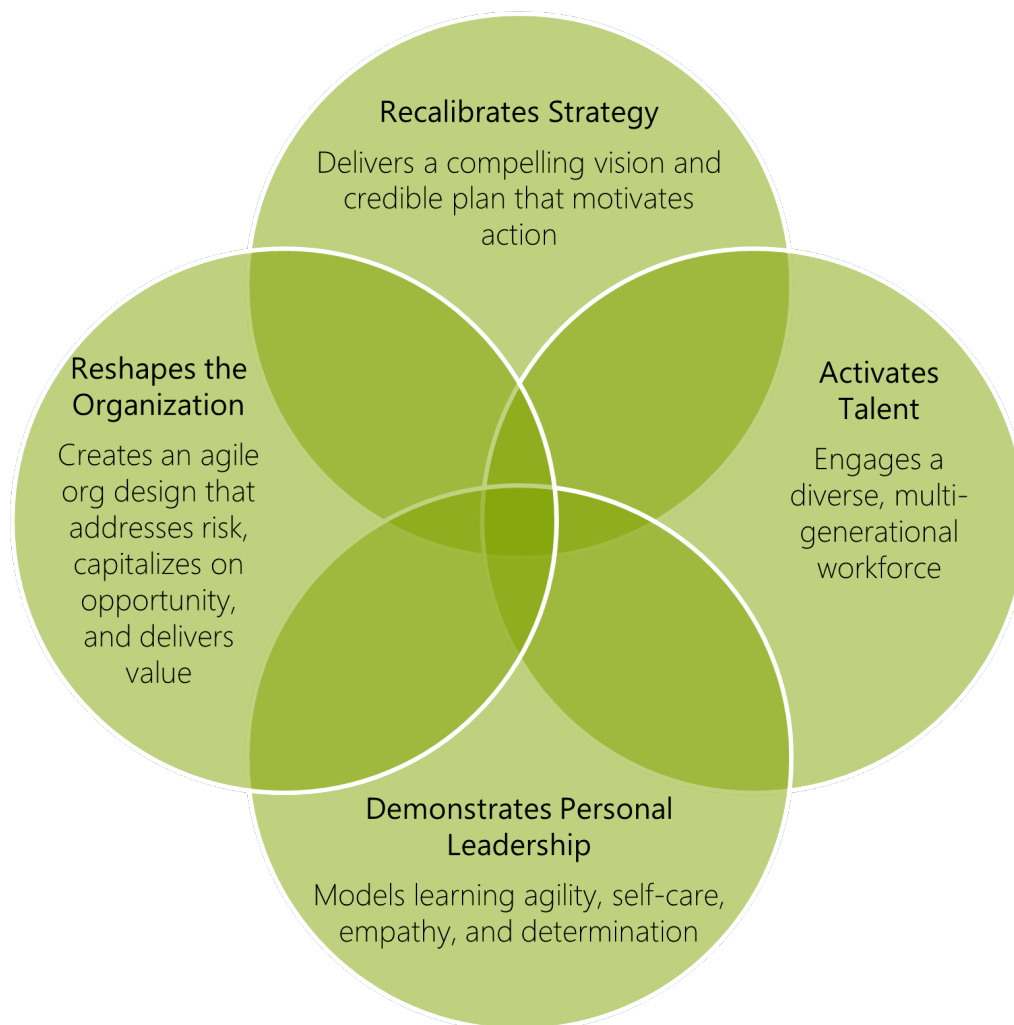 Recalibrates Strategy
Delivers a compelling vision and
credible plan that motivates
action
Reshapes the
Organization
Creates an agile
org design that
addresses risk,
capitalizes on
opportunity,
and delivers
value
Activates
Talent
Engages a
diverse, multi-
generational
workforce
Demonstrates Personal
Leadership
Models learning agility, self-care,
empathy, and determination